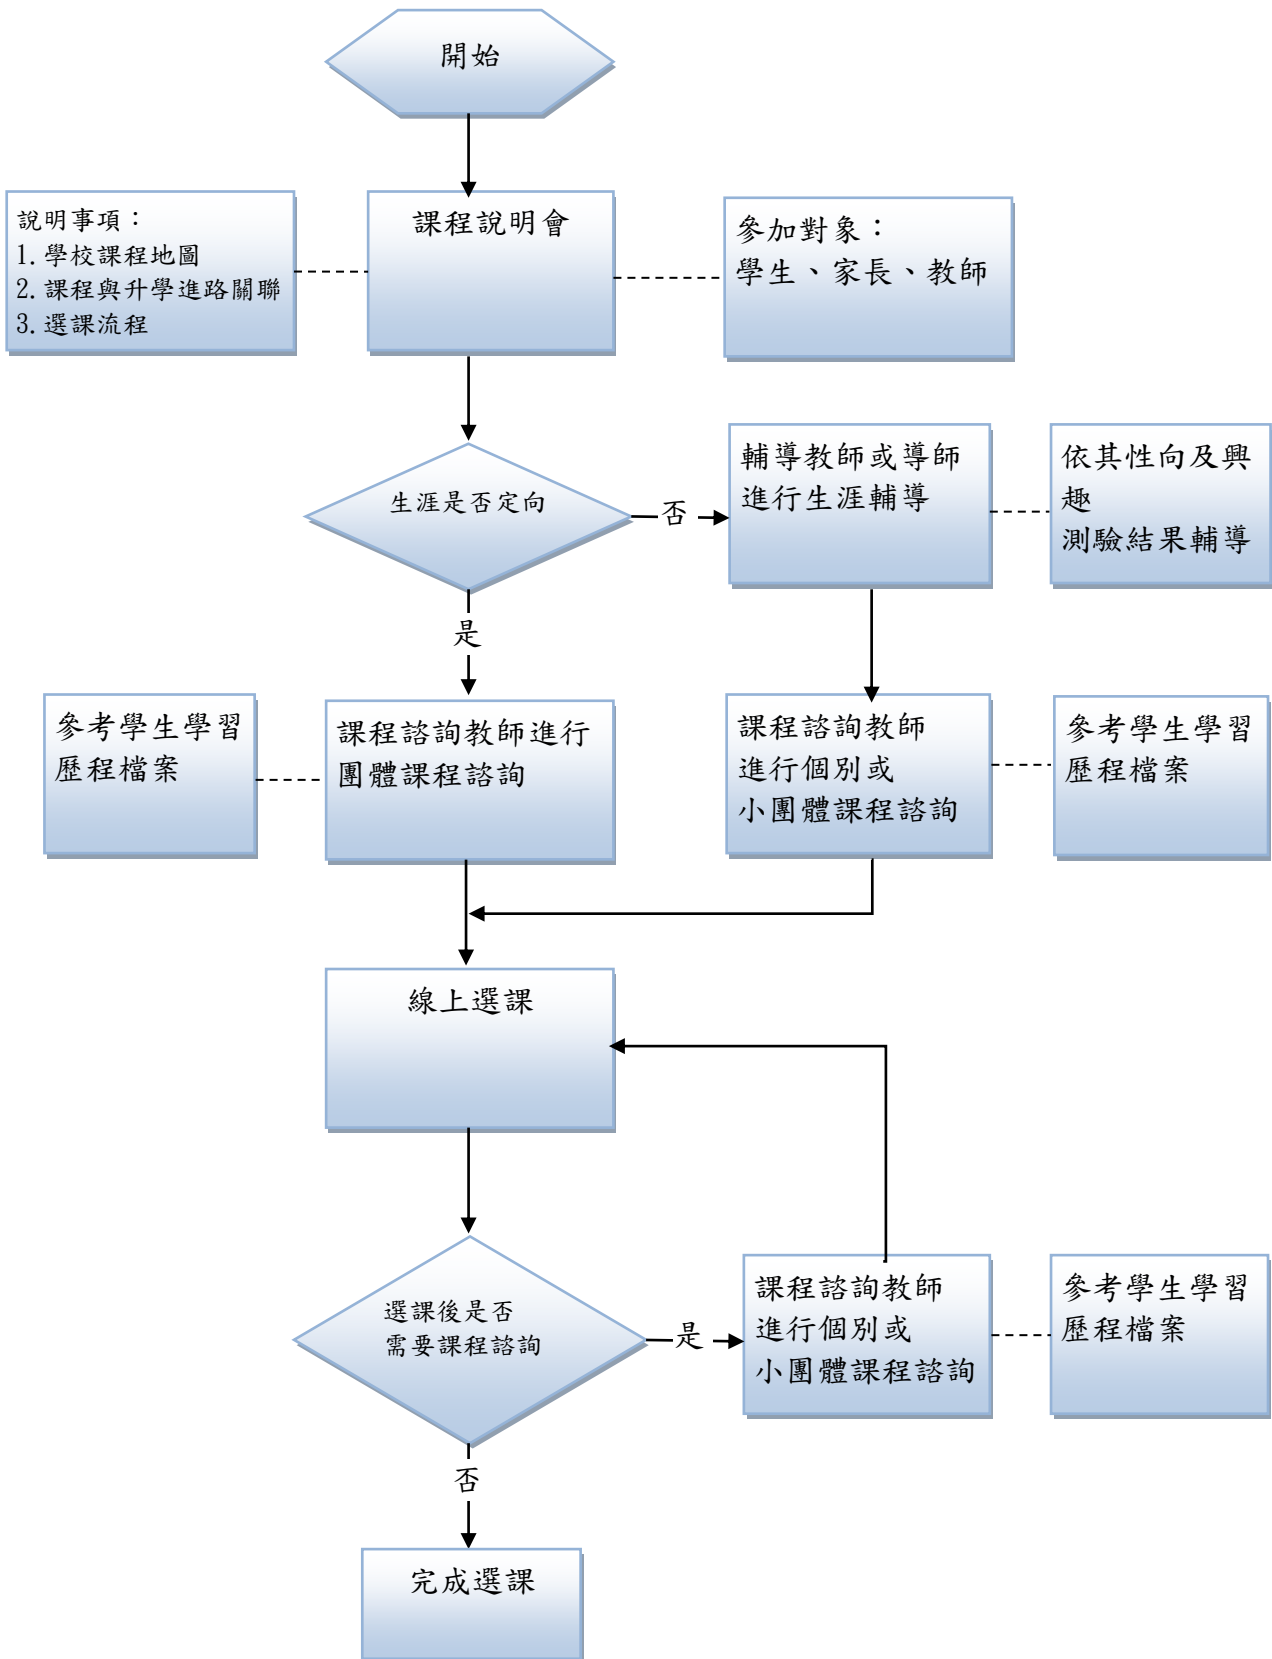 開始
說明事項：
1.學校課程地圖
2.課程與升學進路關聯
3.選課流程
課程說明會
參加對象：
學生、家長、教師
生涯是否定向
否
輔導教師或導師
進行生涯輔導
依其性向及興
趣
測驗結果輔導
是
參考學生學習
歷程檔案
課程諮詢教師進行
團體課程諮詢
課程諮詢教師
進行個別或
小團體課程諮詢
參考學生學習
歷程檔案
線上選課
選課後是否
需要課程諮詢
是
課程諮詢教師
進行個別或
小團體課程諮詢
參考學生學習
歷程檔案
否
完成選課